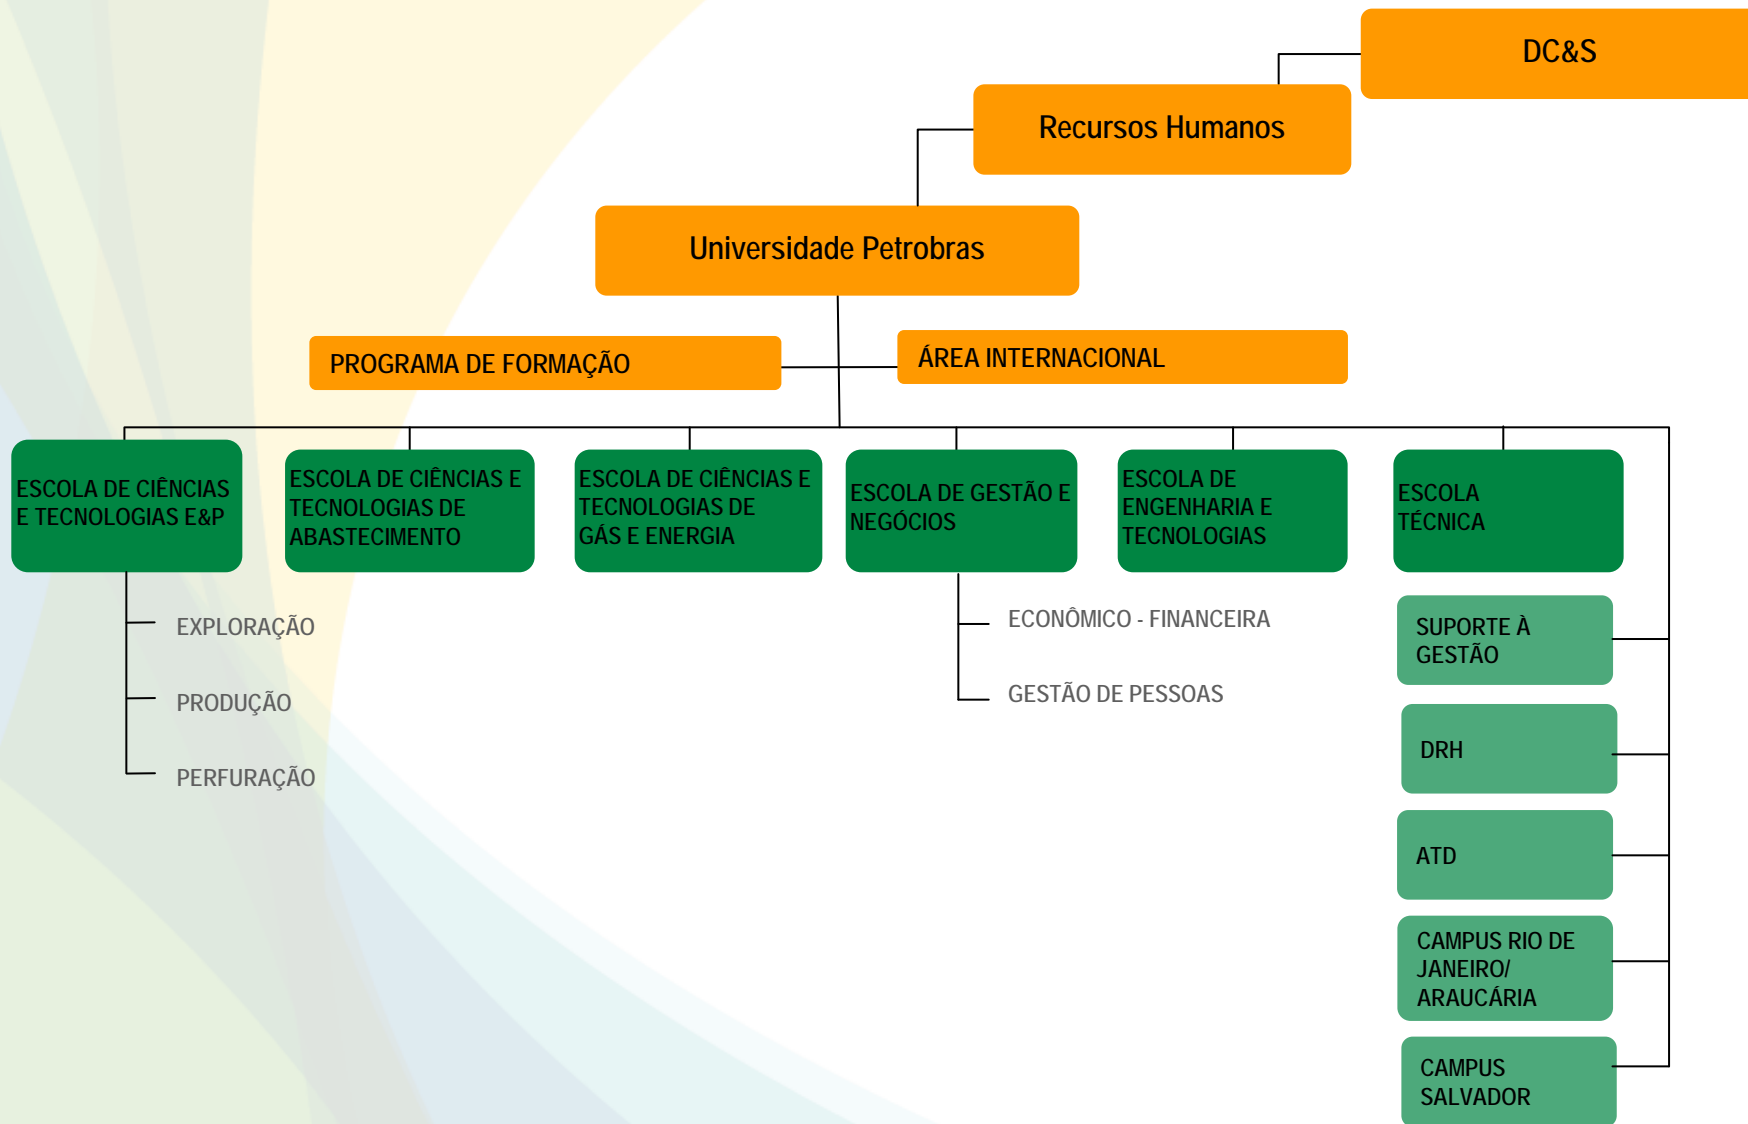 DC&S
Recursos Humanos
Universidade Petrobras
PROGRAMA DE FORMAÇÃO
ÁREA INTERNACIONAL
ESCOLA DE CIÊNCIAS
E TECNOLOGIAS E&P
ESCOLA DE CIÊNCIAS E
TECNOLOGIAS DE
ABASTECIMENTO
ESCOLA DE CIÊNCIAS E
TECNOLOGIAS DE
GÁS E ENERGIA
ESCOLA DE GESTÃO E
NEGÓCIOS
ESCOLA DE
ENGENHARIA E
TECNOLOGIAS
ESCOLA
TÉCNICA
EXPLORAÇÃO
PRODUÇÃO
PERFURAÇÃO
ECONÔMICO - FINANCEIRA
GESTÃO DE PESSOAS
SUPORTE À
GESTÃO
DRH
ATD
CAMPUS RIO DE
JANEIRO/
ARAUCÁRIA
CAMPUS
SALVADOR